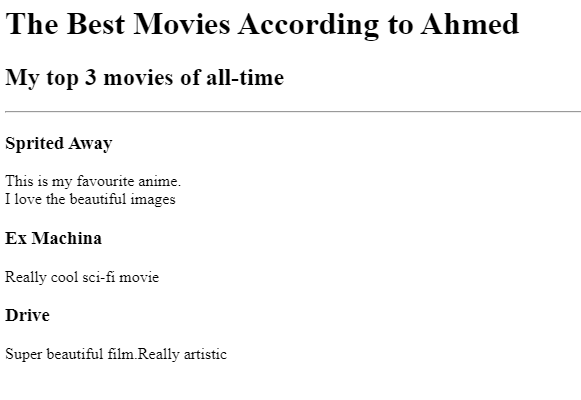 The Best Movies According to Ahmed
My top 3 movies of all-time
Sprited Away
This is my favourite anime.
I love the beautiful images
Ex Machina
Really cool sci-fi movie
Drive
Super beautiful film.Really artistic